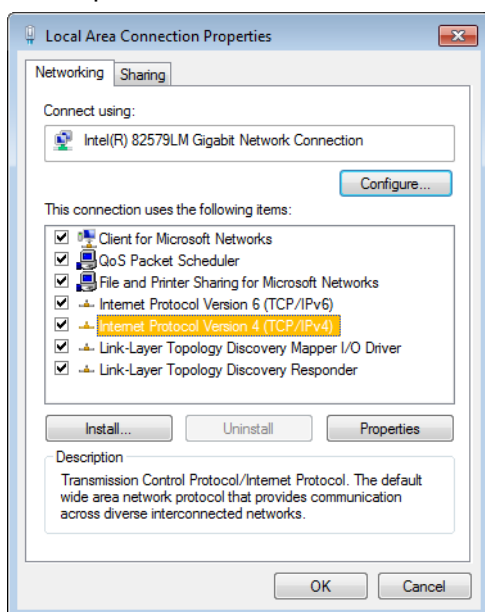 Local Area Connection Properties
Networking
Sharing
Connect using:
Intel(R) 82579LM Gigabit Network Connection
Configure...
This connection uses the following items:
Client for Microsoft Networks
QoS Packet Scheduler
File and Printer Sharing for Microsoft Networks
Internet Protocol Version 6 (TCP/IPv6)
Internet Protocol Version 4 (TCP/IPv4)
Link-Layer Topology Discovery Mapper I/O Driver
Link-Layer Topology Discovery Responder
Install...
Uninstall
Properties
Description
Transmission Control Protocol/Internet Protocol. The default
wide area network protocol that provides communication
across diverse interconnected networks.
OK
Cancel